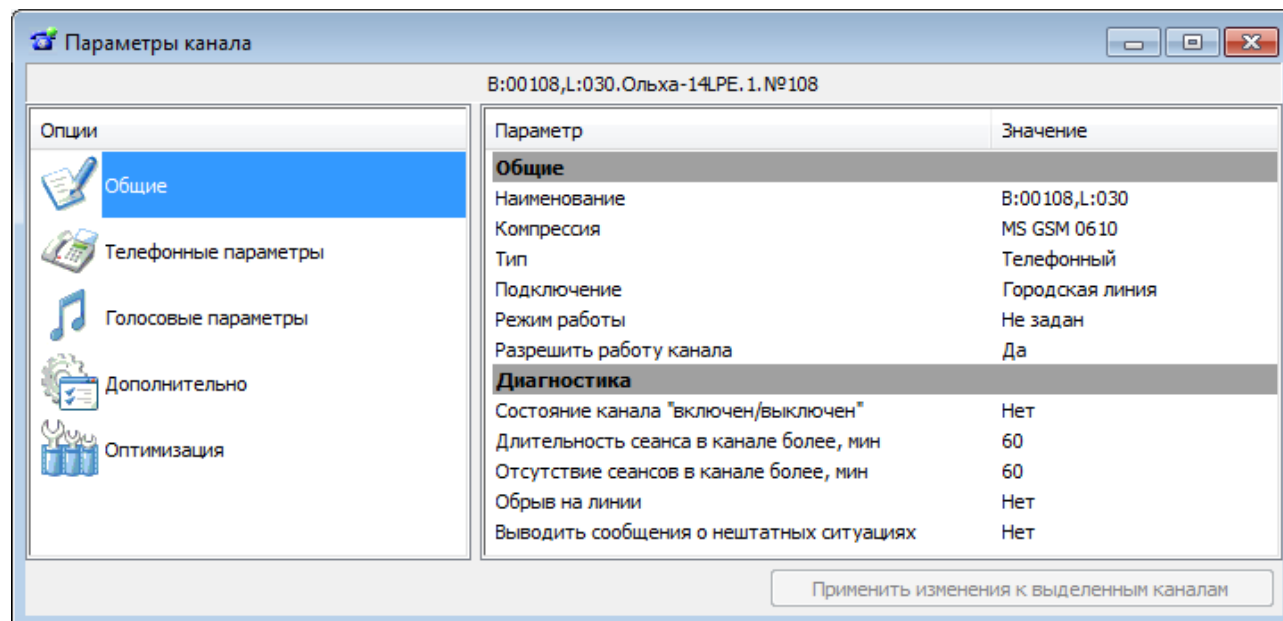 Параметры канала
B:00108,L:030.Ольха-14LPE.1.№108
Опции
Общие
Телефонные параметры
Голосовые параметры
Дополнительно
Оптимизация
Параметр Значение
Общие
Наименование B:00108,L:030
Компрессия MS GSM 0610
Тип Телефонный
Подключение Городская линия
Режим работы Не задан
Разрешить работу канала Да
Диагностика
Состояние канала "включен/выключен" Нет
Длительность сеанса в канале более, мин 60
Отсутствие сеансов в канале более, мин 60
Обрыв на линии Нет
Выводить сообщения о нештатных ситуациях Нет
Применить изменения к выделенным каналам